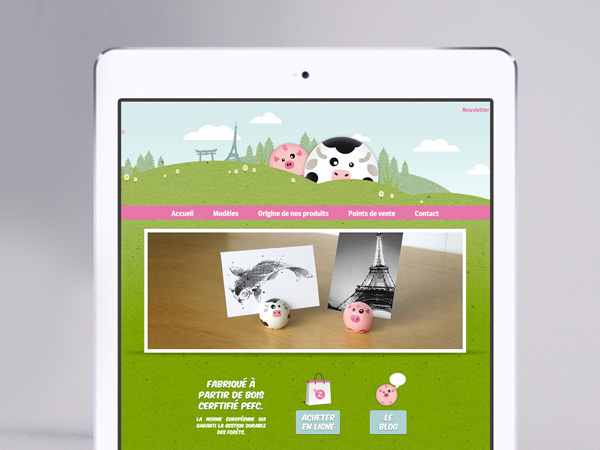 Newsletter
Accueil Modèles Origine de nos produits Points de vente Contact
FABRIQUÉ À
PARTIR DE BOIS
CERFTIFIÉ PEFC.
LA NORME EUROPÉENNE QUI
GARANTI LA GESTION DURABLE
DES FORÊTS.
ACHETER
EN LIGNE
LE
BLOG